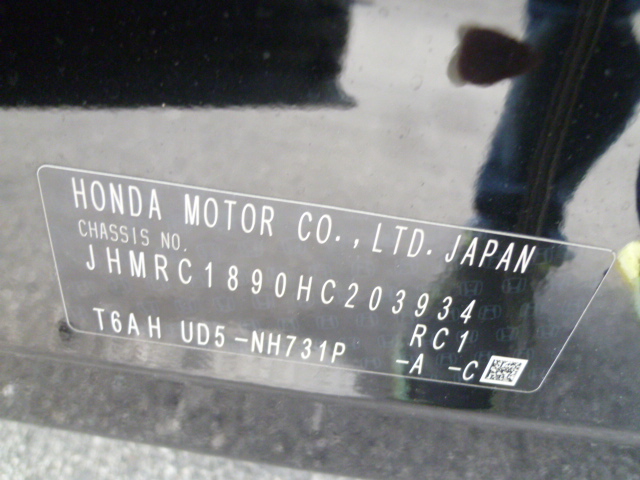 HONDA MOTOR CO., LTD. JAPAN
CHASSIS NO.
JHMRC1890HC203934
RC1
T6AH UD5-NH731P -A -C